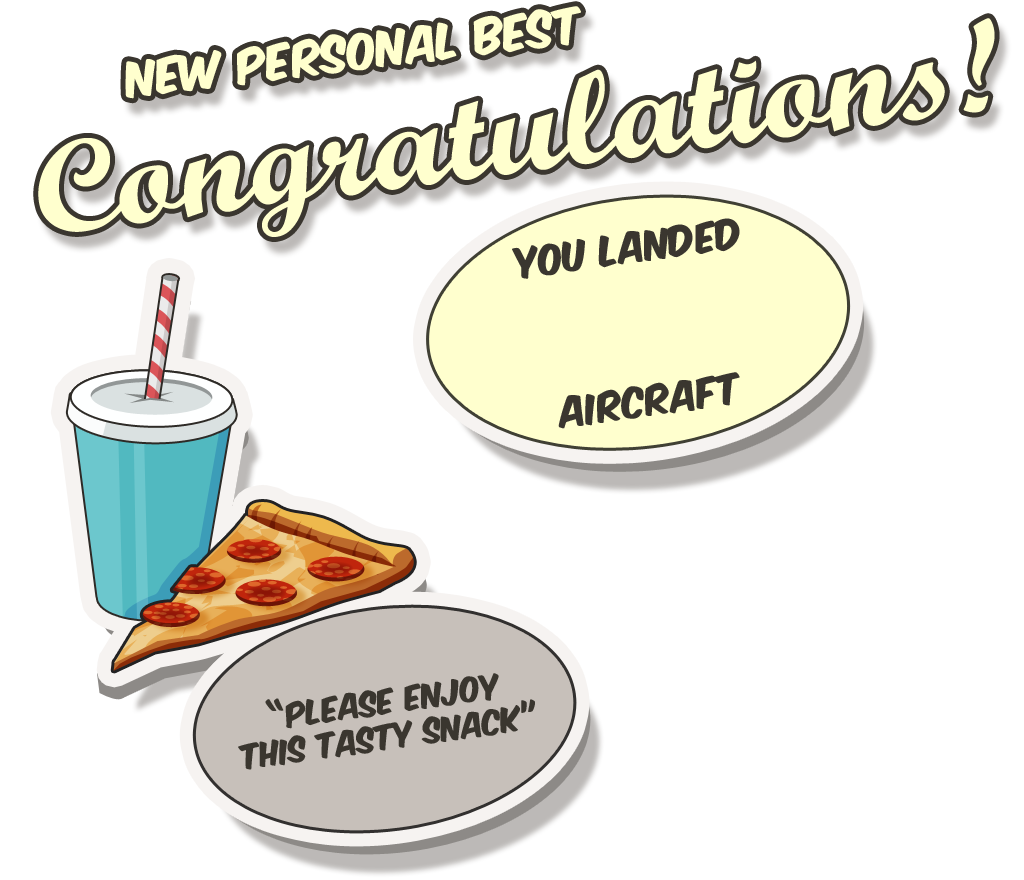 NEW PERSONAL BEST
Congratulations!
YOU LANDED
AIRCRAFT
“PLEASE ENJOY
THIS TASTY SNACK”